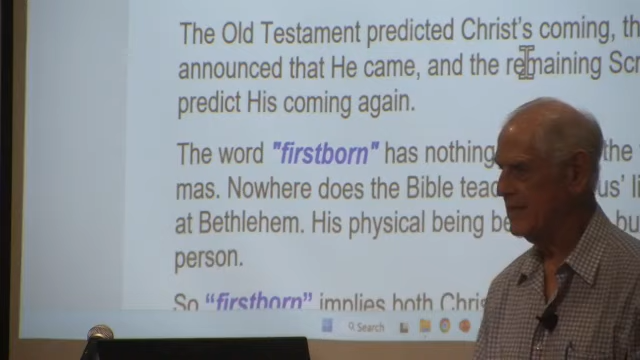 The Old Testament predicted Christ's coming, th
announced that He came, and the remaining Scr
predict His coming again.
The word "firstborn" has nothing the
mas. Nowhere does the Bible teac us' li
at Bethlehem. His physical being be bu
person.
So "firstborn" implies both Chris
Search